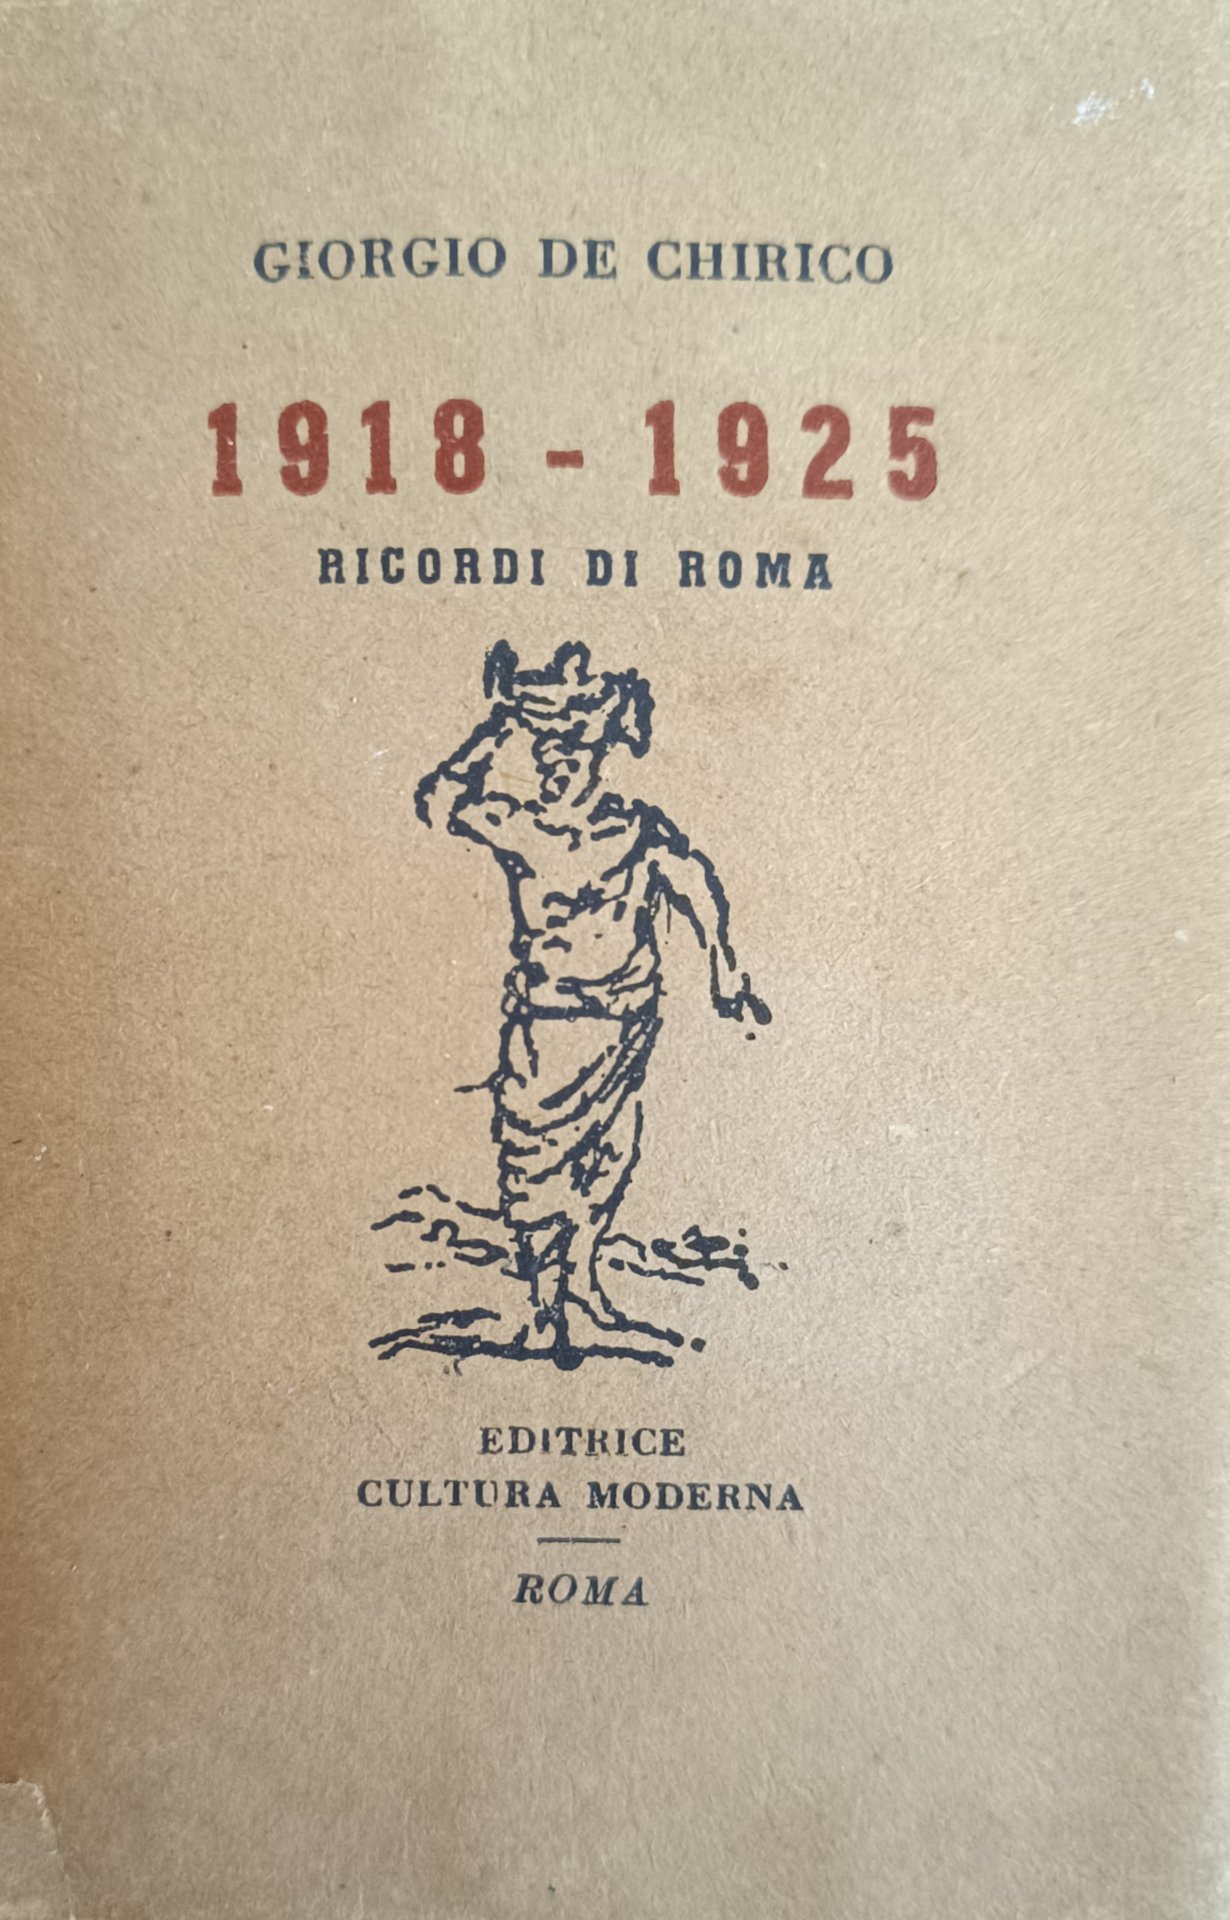 GIORGIO DE CHIRICO
1918 - 1925
RICORDI DI ROMA
EDITRICE
CULTURA MODERNA
ROMA